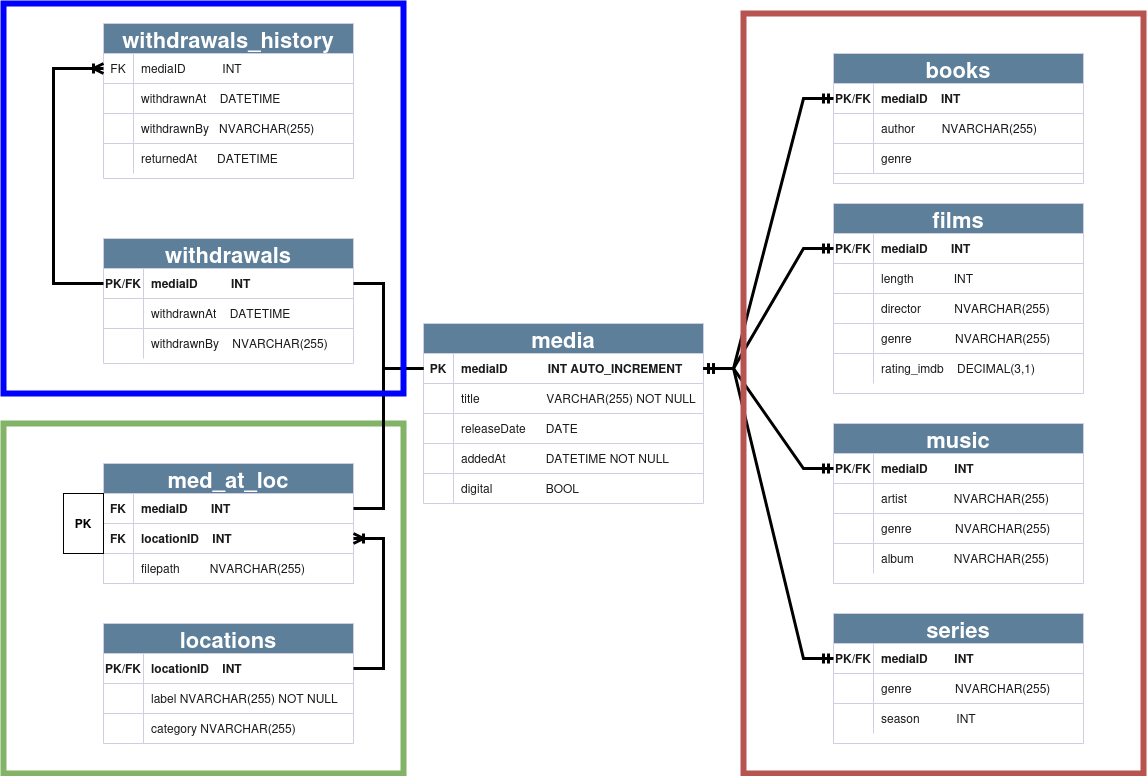 withdrawals_history
FK mediaID INT
withdrawnAt DATETIME
withdrawnBy NVARCHAR(255)
returnedAt DATETIME
withdrawals
PK/FK mediaID INT
withdrawnAt DATETIME
withdrawnBy NVARCHAR(255)
med_at_loc
PK
FK mediaID INT
FK locationID INT
filepath NVARCHAR(255)
locations
PK/FK locationID INT
label NVARCHAR(255) NOT NULL
category NVARCHAR(255)
media
PK mediaID INT AUTO_INCREMENT
title VARCHAR(255) NOT NULL
releaseDate DATE
addedAt DATETIME NOT NULL
digital BOOL
books
PK/FK mediaID INT
author NVARCHAR(255)
genre
films
PK/FK mediaID INT
length INT
director NVARCHAR(255)
genre NVARCHAR(255)
rating_imdb DECIMAL(3,1)
music
PK/FK mediaID INT
artist NVARCHAR(255)
genre NVARCHAR(255)
album NVARCHAR(255)
series
PK/FK mediaID INT
genre NVARCHAR(255)
season INT